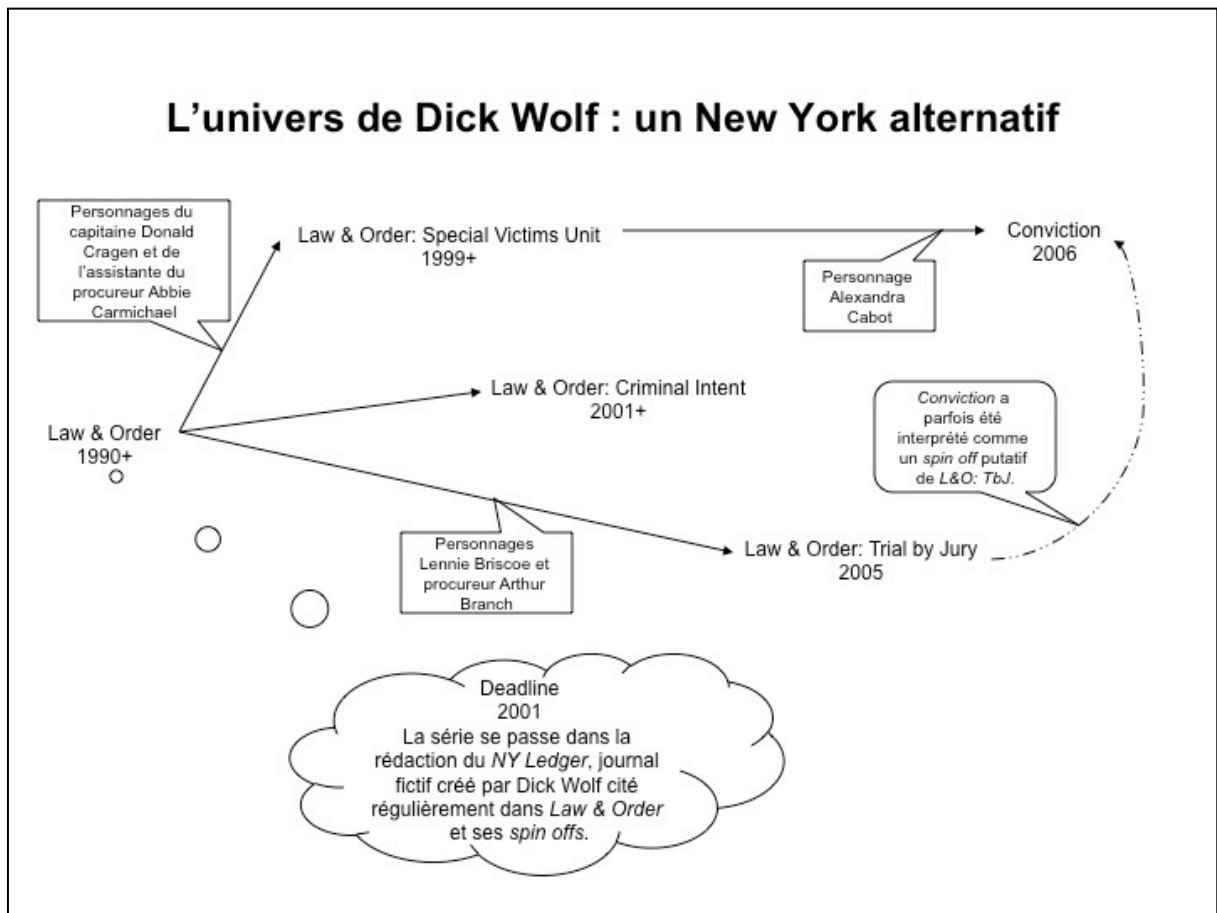 L’univers de Dick Wolf : un New York alternatif
Personnages du
capitaine Donald
Cragen et de
l’assistante du
procureur Abbie
Carmichael
Law & Order: Special Victims Unit
1999+
Conviction
2006
Personnage
Alexandra
Cabot
Law & Order: Criminal Intent
2001+
Law & Order
1990+
Conviction a
parfois été
interprété comme
un spin off putatif
de L&O: TbJ.
Personnages
Lennie Briscoe et
procureur Arthur
Branch
Law & Order: Trial by Jury
2005
Deadline
2001
La série se passe dans la
rédaction du NY Ledger, journal
fictif créé par Dick Wolf cité
régulièrement dans Law & Order
et ses spin offs.